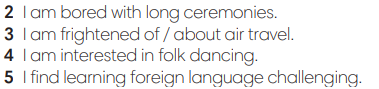 2 I am bored with long ceremonies.
3 I am frightened of / about air travel.
4 I am interested in folk dancing.
5 I find learning foreign language challenging.